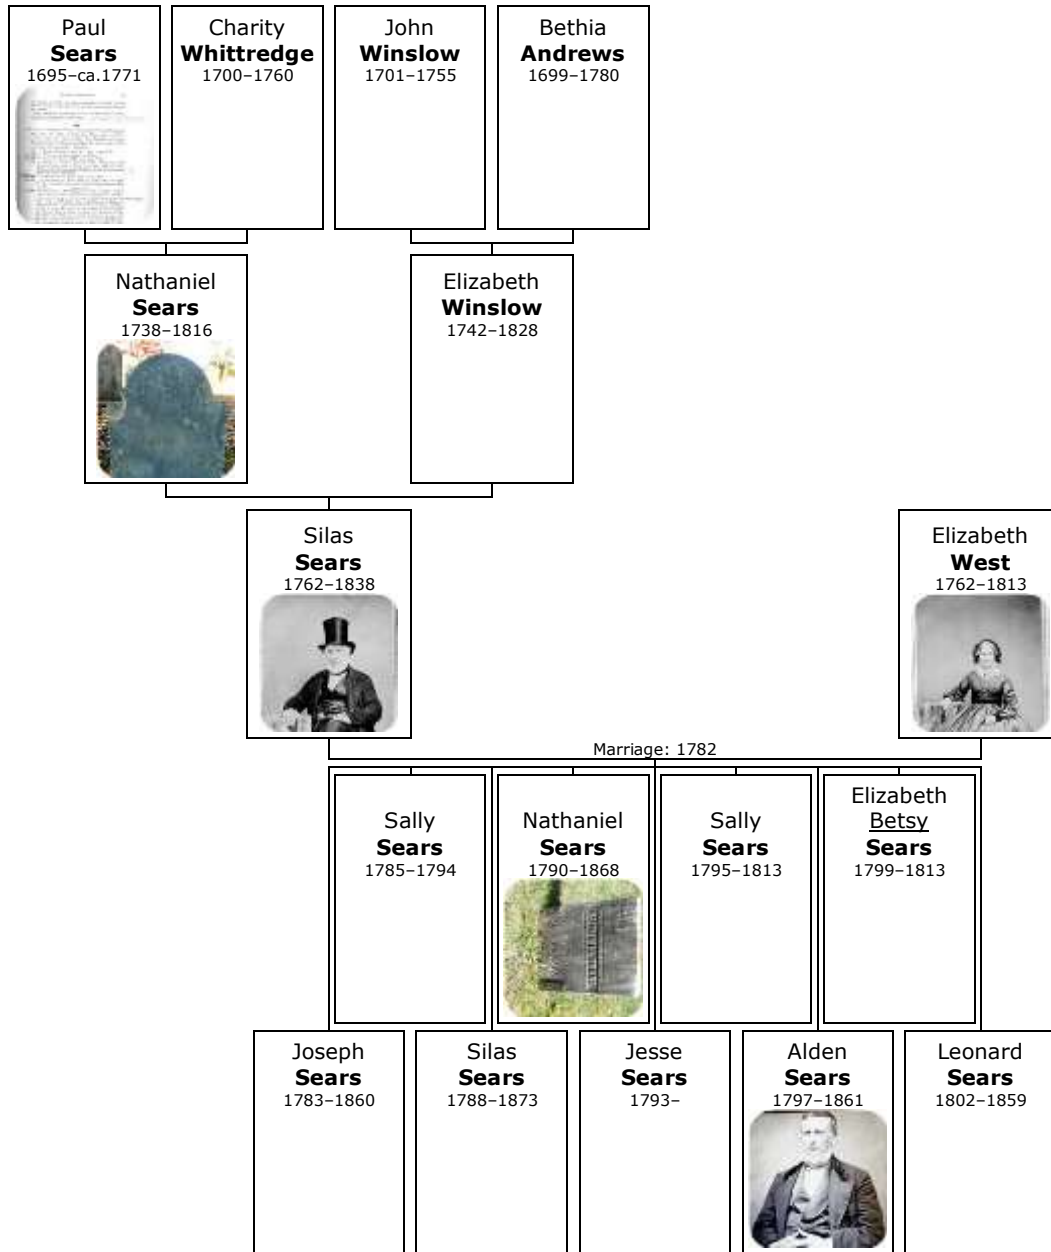 Paul
Sears
1695–ca.1771
Charity
Whittredge
1700–1760
John
Winslow
1701–1755
Bethia
Andrews
1699–1780
Nathaniel
Sears
1738–1816
Elizabeth
Winslow
1742–1828
Silas
Sears
1762–1838
Elizabeth
West
1762–1813
Marriage: 1782
Sally
Sears
1785–1794
Nathaniel
Sears
1790–1868
Sally
Sears
1795–1813
Elizabeth
Betsy
Sears
1799–1813
Joseph
Sears
1783–1860
Silas
Sears
1788–1873
Jesse
Sears
1793–
Alden
Sears
1797–1861
Leonard
Sears
1802–1859